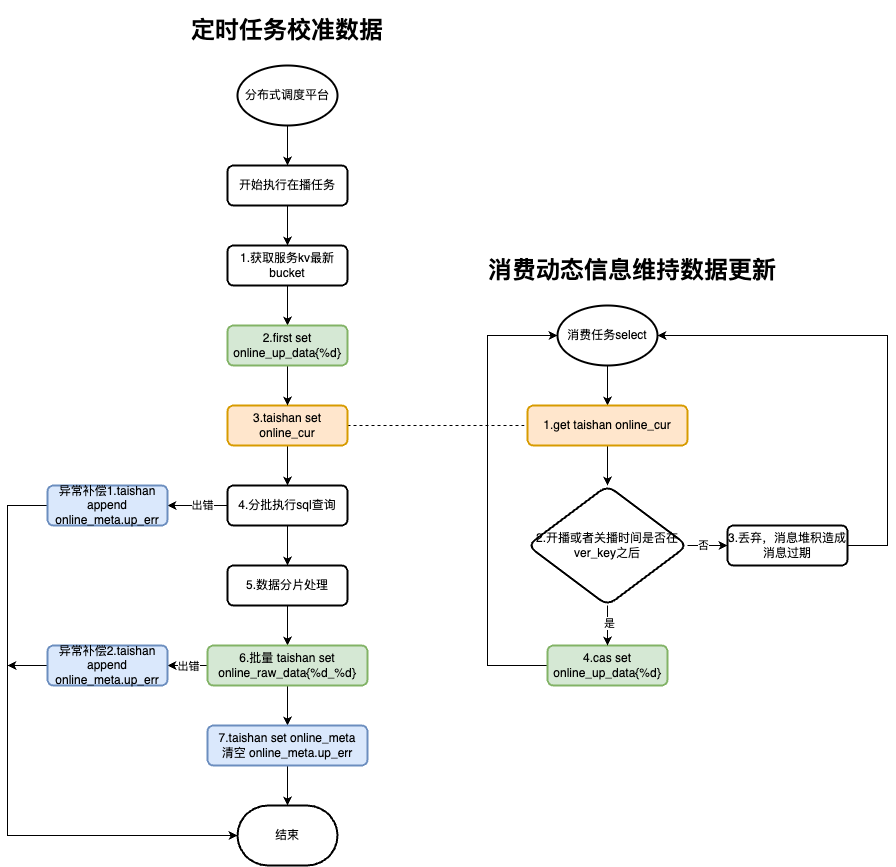 定时任务校准数据
分布式调度平台
开始执行在播任务
1.获取服务kv最新
bucket
2.first set
online_up_data{%d}
3.taishan set
online_cur
4.分批执行sql查询
出错
异常补偿1.taishan
append
online_meta.up_err
5.数据分片处理
6.批量 taishan set
online_raw_data{%d_%d}
出错
异常补偿2.taishan
append
online_meta.up_err
7.taishan set online_meta
清空 online_meta.up_err
结束
消费动态信息维持数据更新
消费任务select
1.get taishan online_cur
2.开播或者关播时间是否在
ver_key之后
否
3.丢弃，消息堆积造成
消息过期
是
4.cas set
online_up_data{%d}